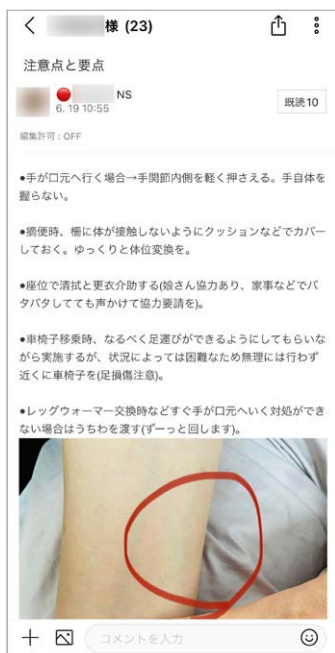 様 (23)
注意点と要点
NS
6. 19 10:55
既読10
編集許可:OFF
●手が口元へ行く場合→手関節内側を軽く押さえる。手自体を
握らない。
●摘便時、柵に体が接触しないようにクッションなどでカバー
しておく。ゆっくりと体位変換を。
●座位で清拭と更衣介助する(娘さん協力あり、家事などでバ
タバタしてても声かけて協力要請を)。
●車椅子移乗時、なるべく足運びができるようにしてもらいな
がら実施するが、状況によっては困難なため無理には行わず
近くに車椅子を(足損傷注意)。
●レッグウォーマー交換時などすぐ手が口元へいく対処ができ
ない場合はうちわを渡す(ずーっと回します)。
コメントを入力